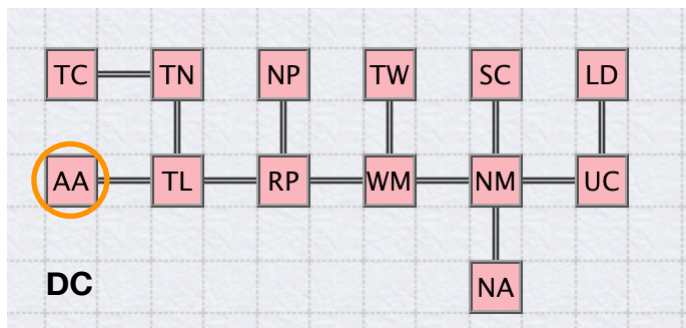 TC TN NP TW SC LD
AA TL RP WM NM UC
DC NA